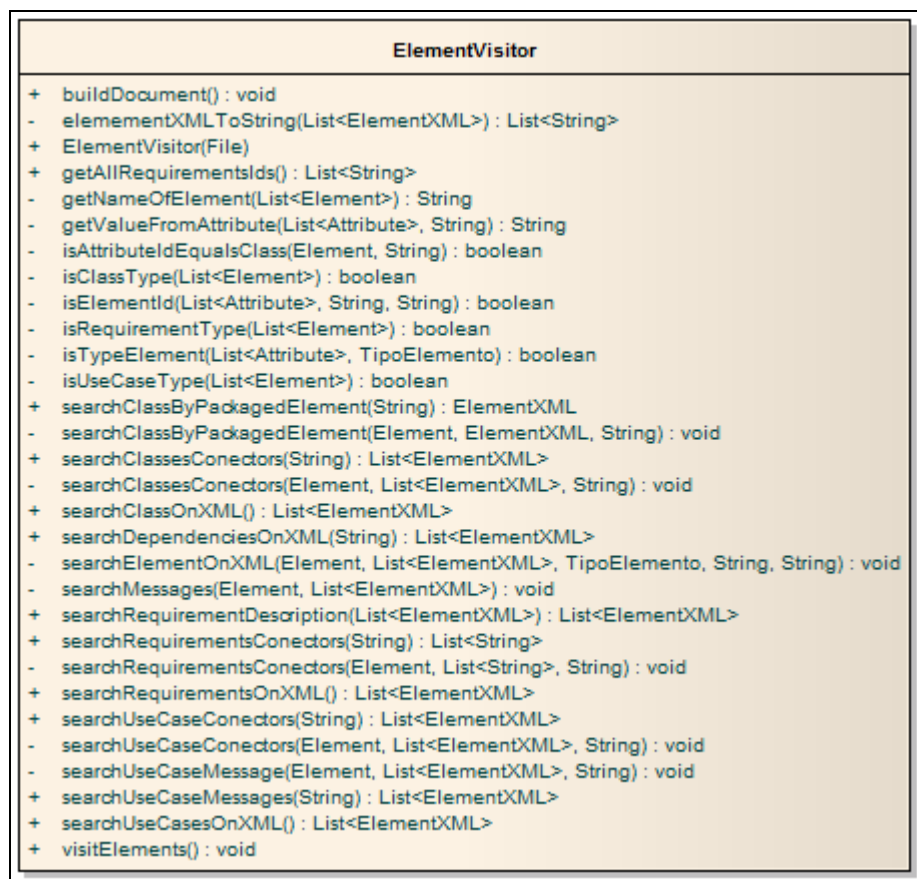 ElementVisitor
+ buildDocument() : void
- elemementXMLToString(List<ElementXML>) : List<String>
+ ElementVisitor(File)
+ getAllRequirementsIds() : List<String>
- getNameOfElement(List<Element>) : String
- getValueFromAttribute(List<Attribute>, String) : String
- isAttributeIdEqualsClass(Element, String) : boolean
- isClassType(List<Element>) : boolean
- isElementId(List<Attribute>, String, String) : boolean
- isRequirementType(List<Element>) : boolean
- isTypeElement(List<Attribute>, TipoElemento) : boolean
- isUseCaseType(List<Element>) : boolean
+ searchClassByPackagedElement(String) : ElementXML
- searchClassByPackagedElement(Element, ElementXML, String) : void
+ searchClassesConectors(String) : List<ElementXML>
- searchClassesConectors(Element, List<ElementXML>, String) : void
+ searchClassOnXML() : List<ElementXML>
+ searchDependenciesOnXML(String) : List<ElementXML>
- searchElementOnXML(Element, List<ElementXML>, TipoElemento, String, String) : void
- searchMessages(Element, List<ElementXML>) : void
+ searchRequirementDescription(List<ElementXML>) : List<ElementXML>
+ searchRequirementsConectors(String) : List<String>
- searchRequirementsConectors(Element, List<String>, String) : void
+ searchRequirementsOnXML() : List<ElementXML>
+ searchUseCaseConectors(String) : List<ElementXML>
- searchUseCaseConectors(Element, List<ElementXML>, String) : void
- searchUseCaseMessage(Element, List<ElementXML>, String) : void
+ searchUseCaseMessages(String) : List<ElementXML>
+ searchUseCasesOnXML() : List<ElementXML>
+ visitElements() : void